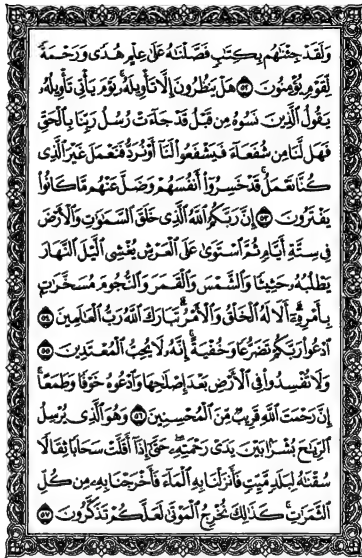 وَلَقَدْ جِئْنَٰهُم بِكِتَٰبٍ فَصَّلْنَٰهُ عَلَىٰ عِلْمٍ هُدًى وَرَحْمَةً
لِّقَوْمٍ يُؤْمِنُونَ ٥٢ هَلْ يَنظُرُونَ إِلَّا تَأْوِيلَهُۥ يَوْمَ يَأْتِى تَأْوِيلُهُۥ
يَقُولُ ٱلَّذِينَ نَسُوهُ مِن قَبْلُ قَدْ جَآءَتْ رُسُلُ رَبِّنَا بِٱلْحَقِّ
فَهَل لَّنَا مِن شُفَعَآءَ فَيَشْفَعُوا۟ لَنَآ أَوْ نُرَدُّ فَنَعْمَلَ غَيْرَ ٱلَّذِى
كُنَّا نَعْمَلُ قَدْ خَسِرُوٓا۟ أَنفُسَهُمْ وَضَلَّ عَنْهُم مَّا كَانُوا۟
يَفْتَرُونَ ٥٣ إِنَّ رَبَّكُمُ ٱللَّهُ ٱلَّذِى خَلَقَ ٱلسَّمَٰوَٰتِ وَٱلْأَرْضَ
فِى سِتَّةِ أَيَّامٍ ثُمَّ ٱسْتَوَىٰ عَلَى ٱلْعَرْشِ يُغْشِى ٱلَّيْلَ ٱلنَّهَارَ
يَطْلُبُهُۥ حَثِيثًا وَٱلشَّمْسَ وَٱلْقَمَرَ وَٱلنُّجُومَ مُسَخَّرَٰتٍۭ
بِأَمْرِهِۦٓ أَلَا لَهُ ٱلْخَلْقُ وَٱلْأَمْرُ تَبَارَكَ ٱللَّهُ رَبُّ ٱلْعَٰلَمِينَ ٥٤
ٱدْعُوا۟ رَبَّكُمْ تَضَرُّعًا وَخُفْيَةً إِنَّهُۥ لَا يُحِبُّ ٱلْمُعْتَدِينَ ٥٥
وَلَا تُفْسِدُوا۟ فِى ٱلْأَرْضِ بَعْدَ إِصْلَٰحِهَا وَٱدْعُوهُ خَوْفًا وَطَمَعًا
إِنَّ رَحْمَتَ ٱللَّهِ قَرِيبٌ مِّنَ ٱلْمُحْسِنِينَ ٥٦ وَهُوَ ٱلَّذِى يُرْسِلُ
ٱلرِّيَٰحَ بُشْرًۢا بَيْنَ يَدَىْ رَحْمَتِهِۦ حَتَّىٰٓ إِذَآ أَقَلَّتْ سَحَابًا ثِقَالًا
سُقْنَٰهُ لِبَلَدٍ مَّيِّتٍ فَأَنزَلْنَا بِهِ ٱلْمَآءَ فَأَخْرَجْنَا بِهِۦ مِن كُلِّ
ٱلثَّمَرَٰتِ كَذَٰلِكَ نُخْرِجُ ٱلْمَوْتَىٰ لَعَلَّكُمْ تَذَكَّرُونَ ٥٧